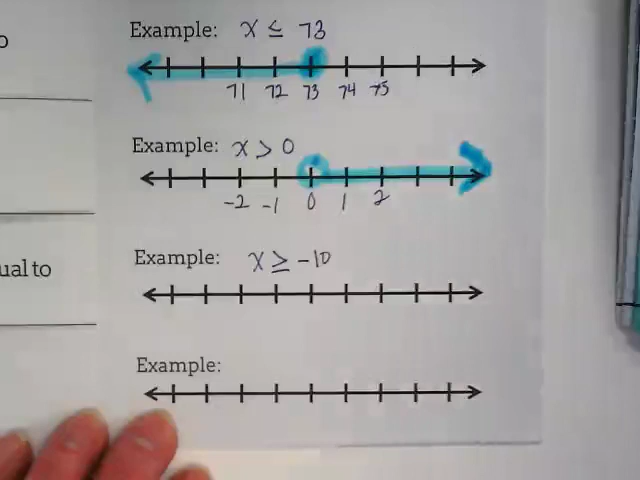 Example: x ≤ 73
71 72 73 74 75
Example: x > 0
-2 -1 0 1 2
ual to
Example: x ≥ -10
Example: